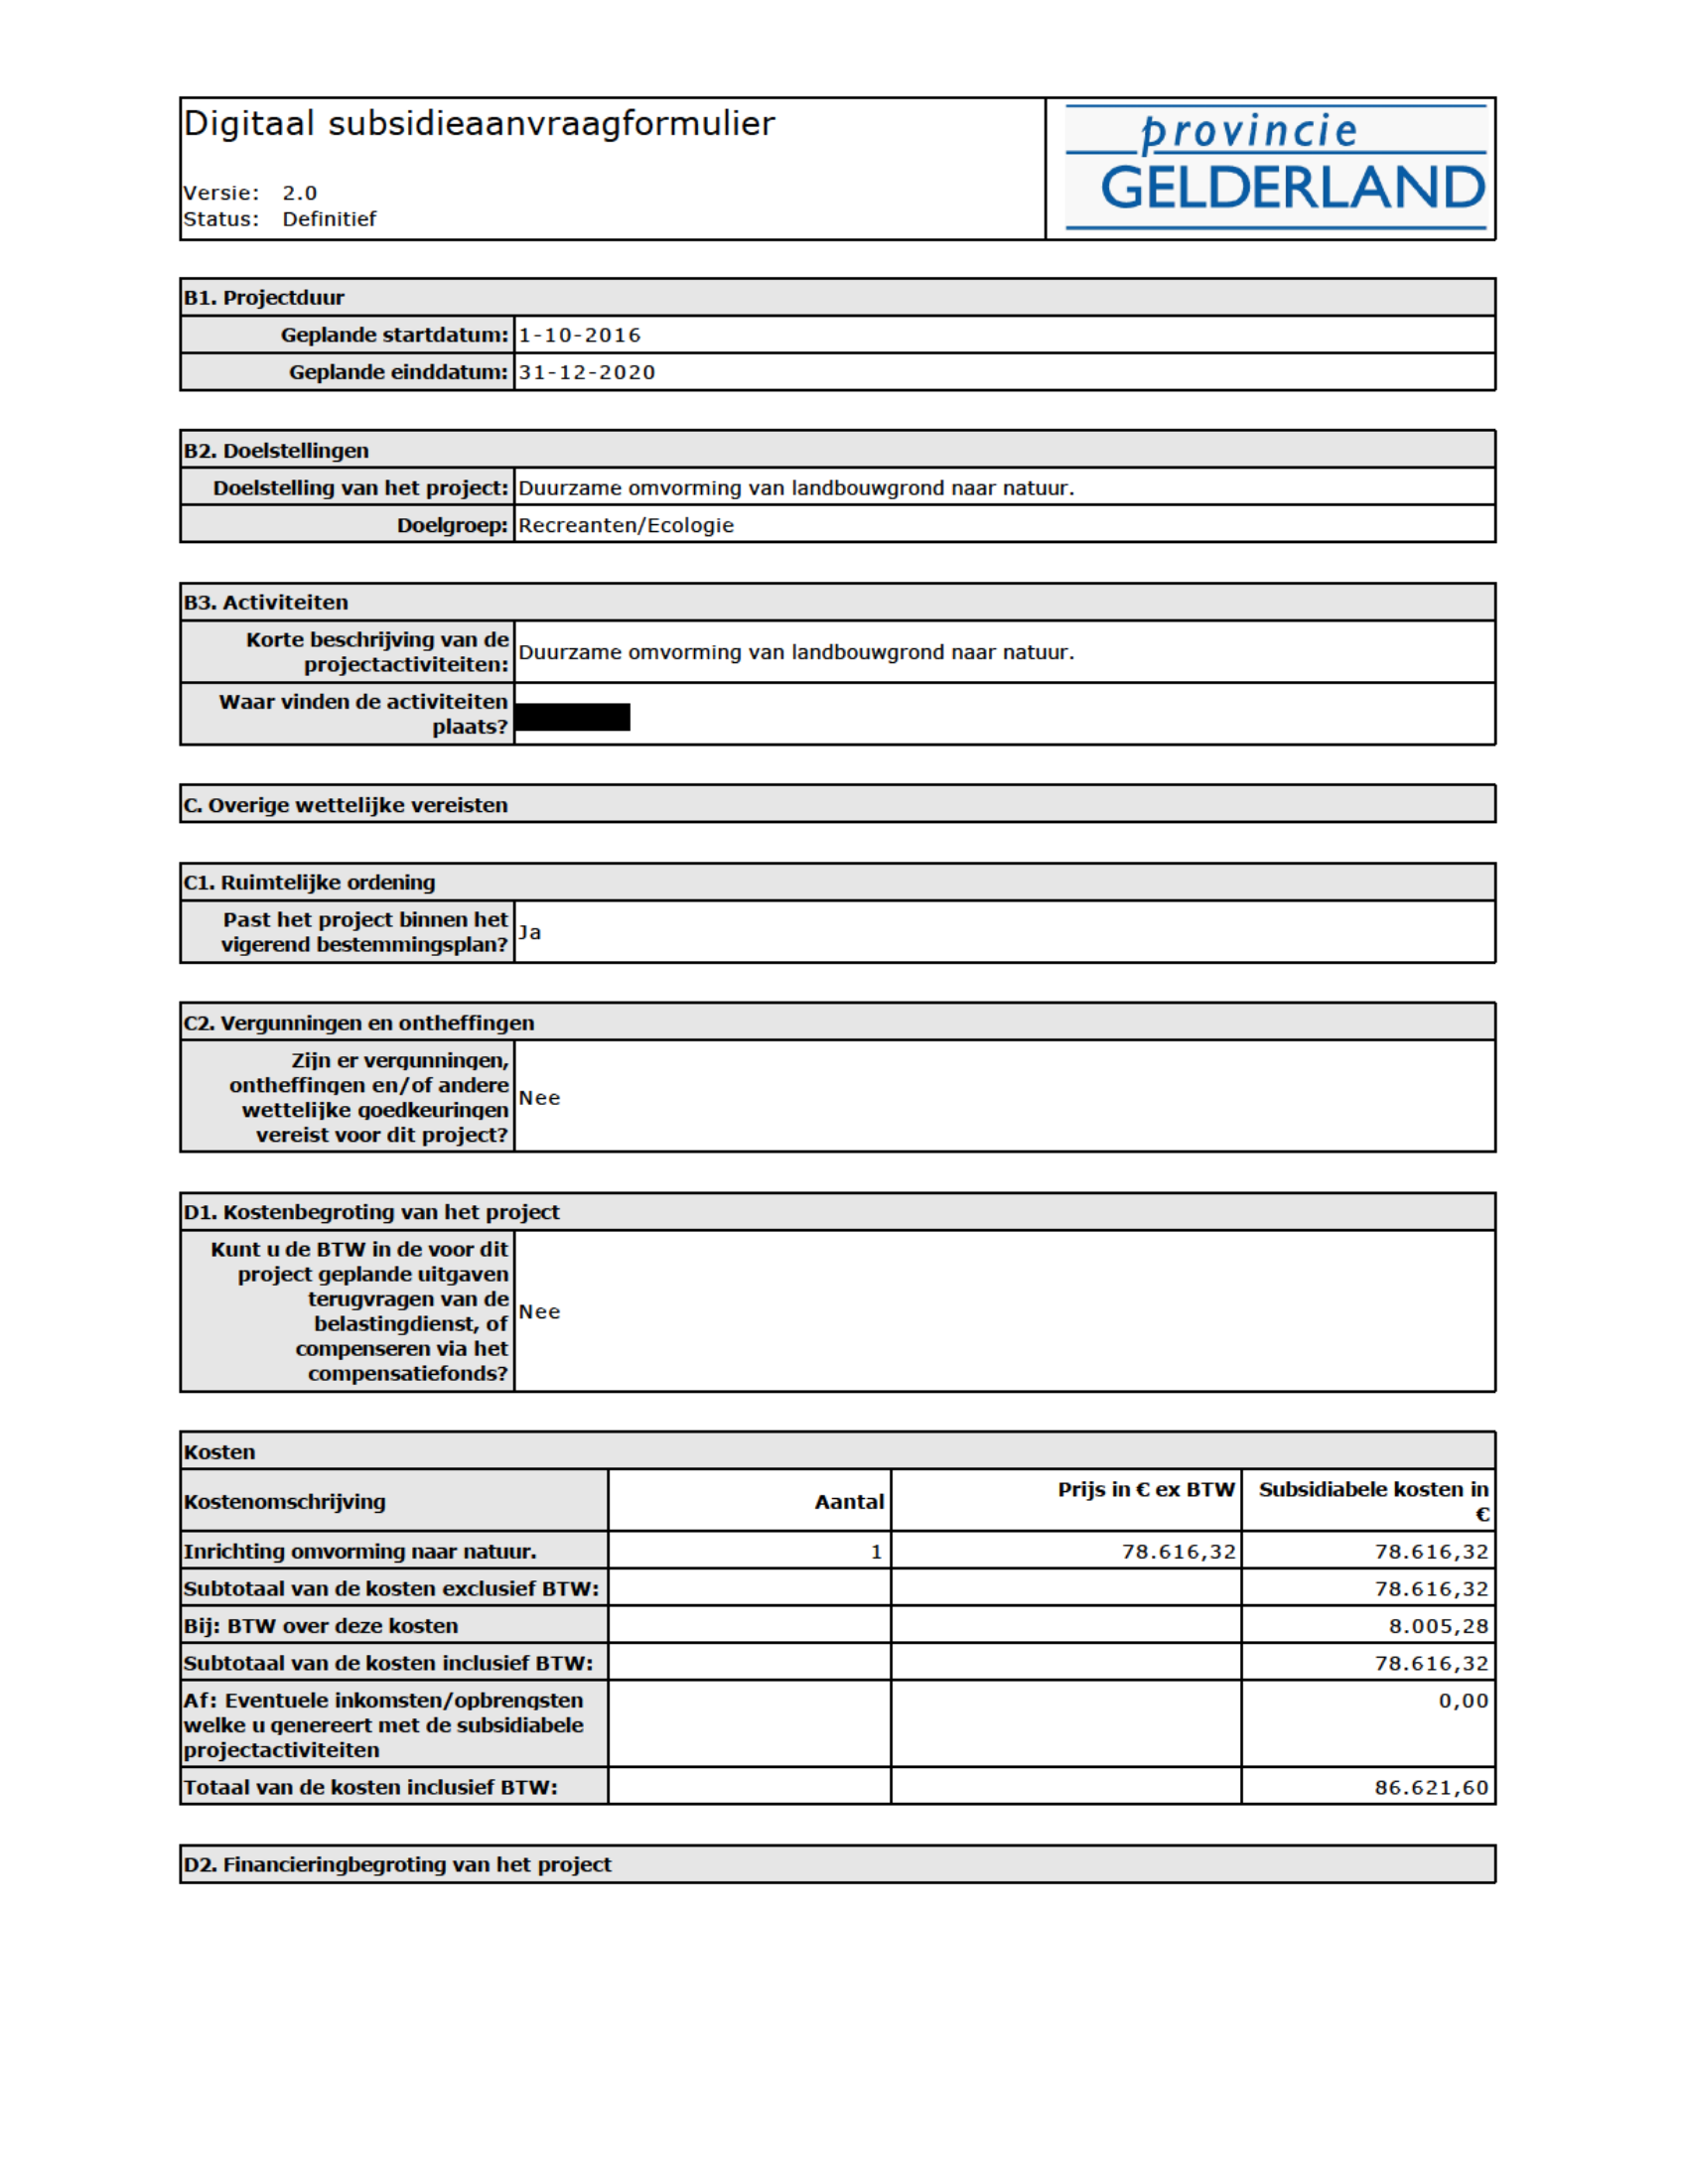 Digitaal subsidieaanvraagformulier
Versie: 2.0
Status: Definitief
provincie
GELDERLAND
B1. Projectduur
Geplande startdatum: 1-10-2016
Geplande einddatum: 31-12-2020
B2. Doelstellingen
Doelstelling van het project: Duurzame omvorming van landbouwgrond naar natuur.
Doelgroep: Recreanten/Ecologie
B3. Activiteiten
Korte beschrijving van de
projectactiviteiten:
Duurzame omvorming van landbouwgrond naar natuur.
Waar vinden de activiteiten
plaats?
C. Overige wettelijke vereisten
C1. Ruimtelijke ordening
Past het project binnen het
vigerend bestemmingsplan?
Ja
C2. Vergunningen en ontheffingen
Zijn er vergunningen,
ontheffingen en/of andere
wettelijke goedkeuringen
vereist voor dit project?
Nee
D1. Kostenbegroting van het project
Kunt u de BTW in de voor dit
project geplande uitgaven
terugvragen van de
belastingdienst, of
compenseren via het
compensatiefonds?
Nee
Kosten
Kostenomschrijving Aantal Prijs in € ex BTW Subsidiabele kosten in
€
Inrichting omvorming naar natuur. 1 78.616,32 78.616,32
Subtotaal van de kosten exclusief BTW: 78.616,32
Bij: BTW over deze kosten 8.005,28
Subtotaal van de kosten inclusief BTW: 78.616,32
Af: Eventuele inkomsten/opbrengsten 0,00
welke u genereert met de subsidiabele
projectactiviteiten
Totaal van de kosten inclusief BTW: 86.621,60
D2. Financieringbegroting van het project